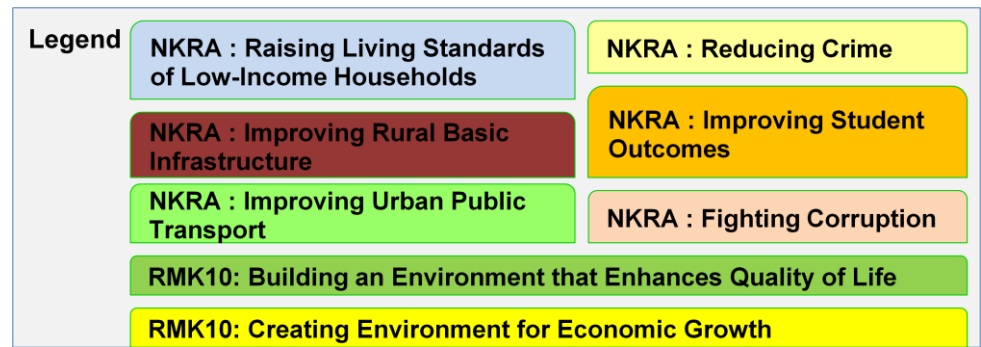 Legend
NKRA : Raising Living Standards
of Low-Income Households
NKRA : Reducing Crime
NKRA : Improving Rural Basic
Infrastructure
NKRA : Improving Student
Outcomes
NKRA : Improving Urban Public
Transport
NKRA : Fighting Corruption
RMK10: Building an Environment that Enhances Quality of Life
RMK10: Creating Environment for Economic Growth